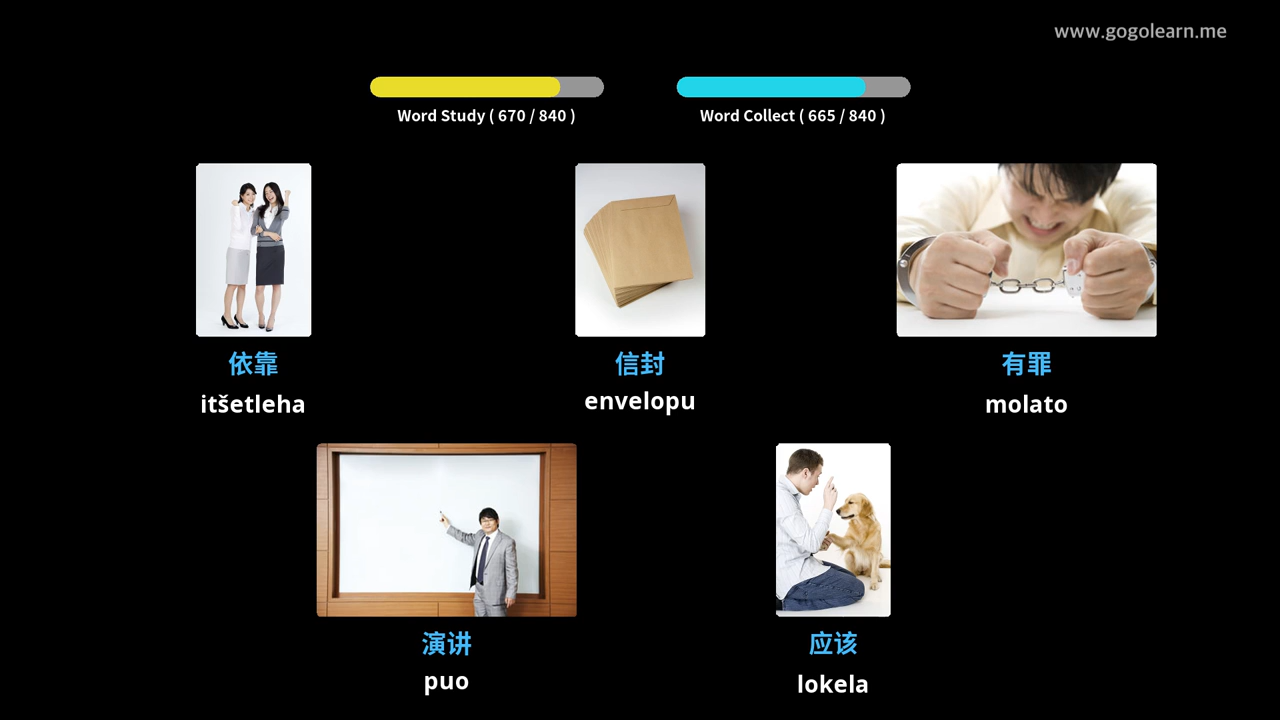 www.gogolearn.me
Word Study ( 670 / 840 )
Word Collect ( 665 / 840 )
依靠
itšetleha
信封
envelopu
有罪
molato
演讲
puo
应该
lokela